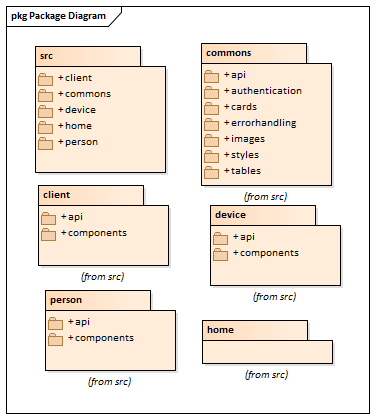 pkg Package Diagram
src
+ client
+ commons
+ device
+ home
+ person
commons
+ api
+ authentication
+ cards
+ errorhandling
+ images
+ styles
+ tables
(from src)
client
+ api
+ components
(from src)
device
+ api
+ components
(from src)
person
+ api
+ components
(from src)
home
(from src)